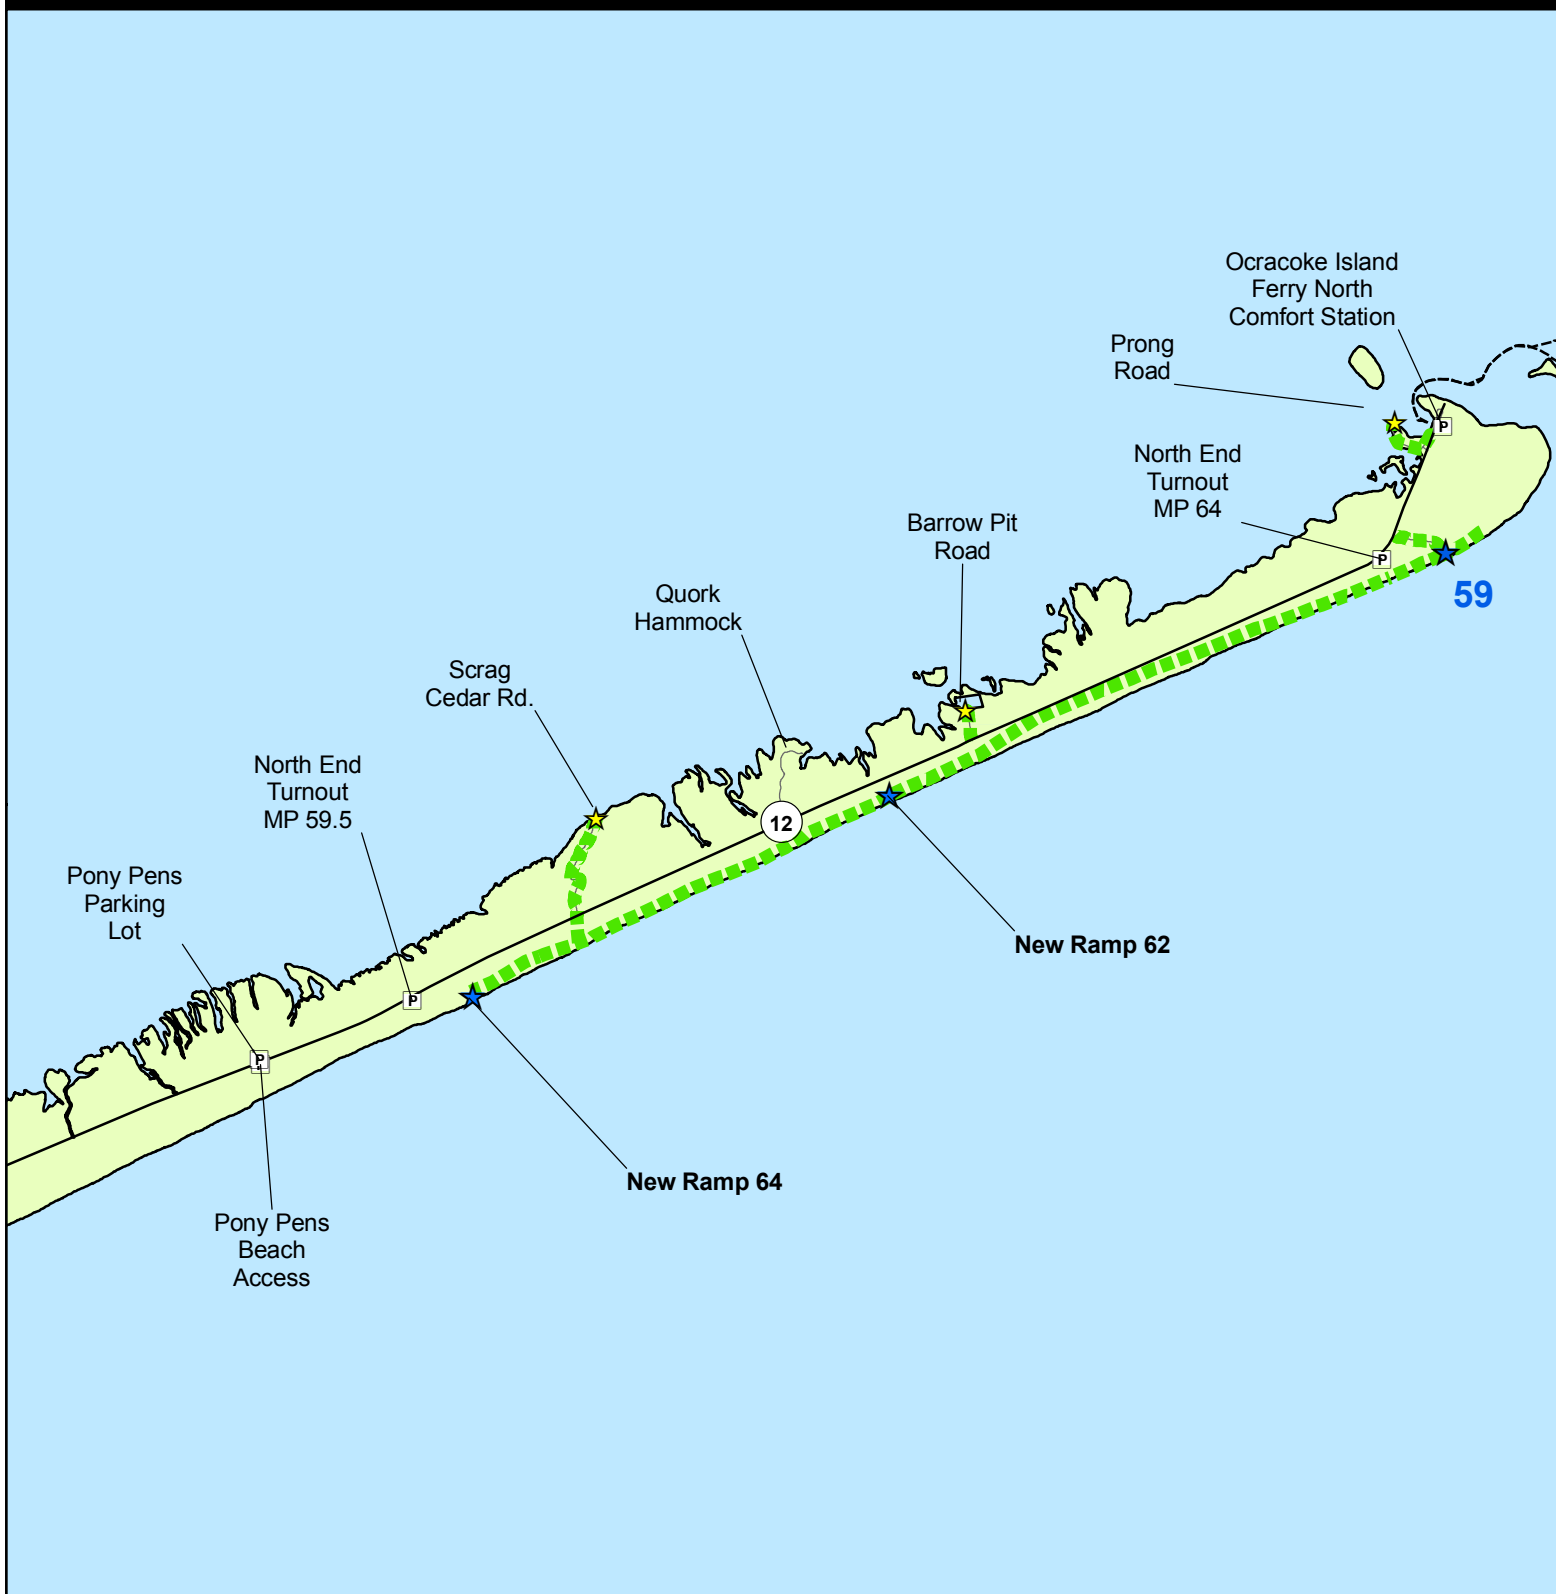 Ocracoke Island
Ferry North
Comfort Station
Prong
Road
P
North End
Turnout
MP 64
P
59
Barrow Pit
Road
Quork
Hammock
Scrag
Cedar Rd.
12
North End
Turnout
MP 59.5
P
New Ramp 62
Pony Pens
Parking
Lot
P
New Ramp 64
Pony Pens
Beach
Access